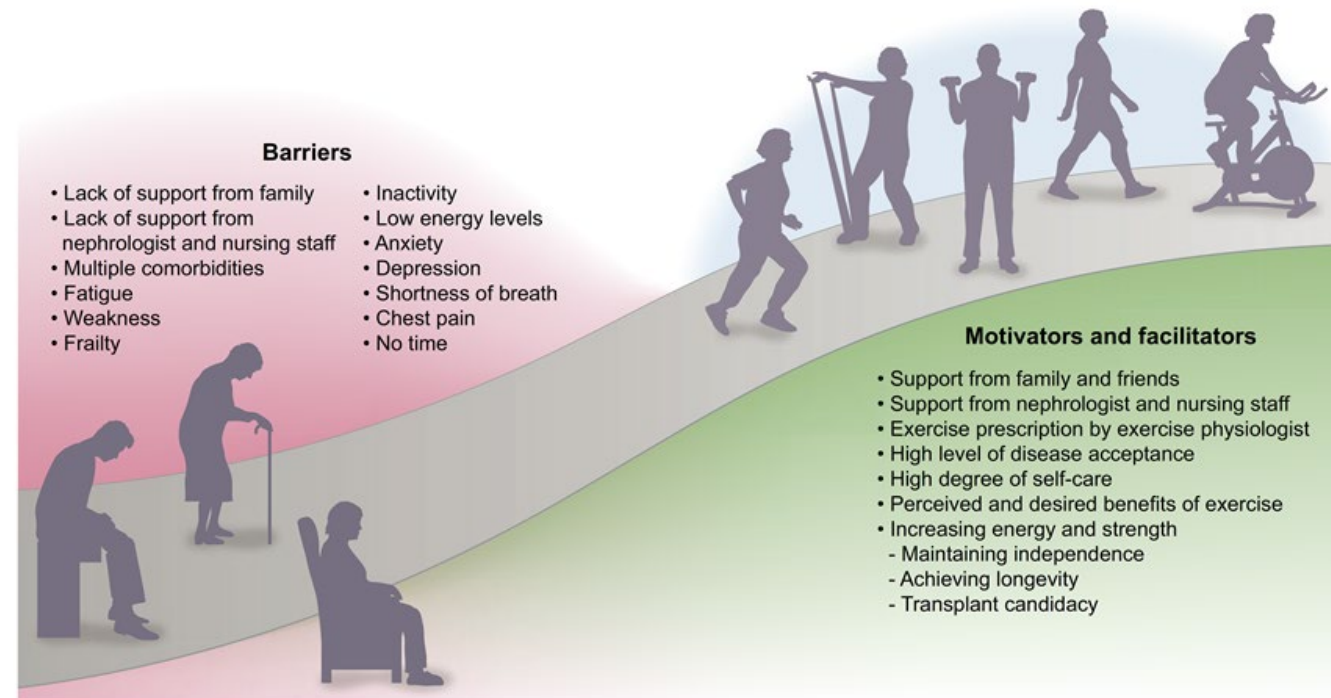 Barriers
• Lack of support from family
• Lack of support from
nephrologist and nursing staff
• Multiple comorbidities
• Fatigue
• Weakness
• Frailty
• Inactivity
• Low energy levels
• Anxiety
• Depression
• Shortness of breath
• Chest pain
• No time
Motivators and facilitators
• Support from family and friends
• Support from nephrologist and nursing staff
• Exercise prescription by exercise physiologist
• High level of disease acceptance
• High degree of self-care
• Perceived and desired benefits of exercise
• Increasing energy and strength
- Maintaining independence
- Achieving longevity
- Transplant candidacy